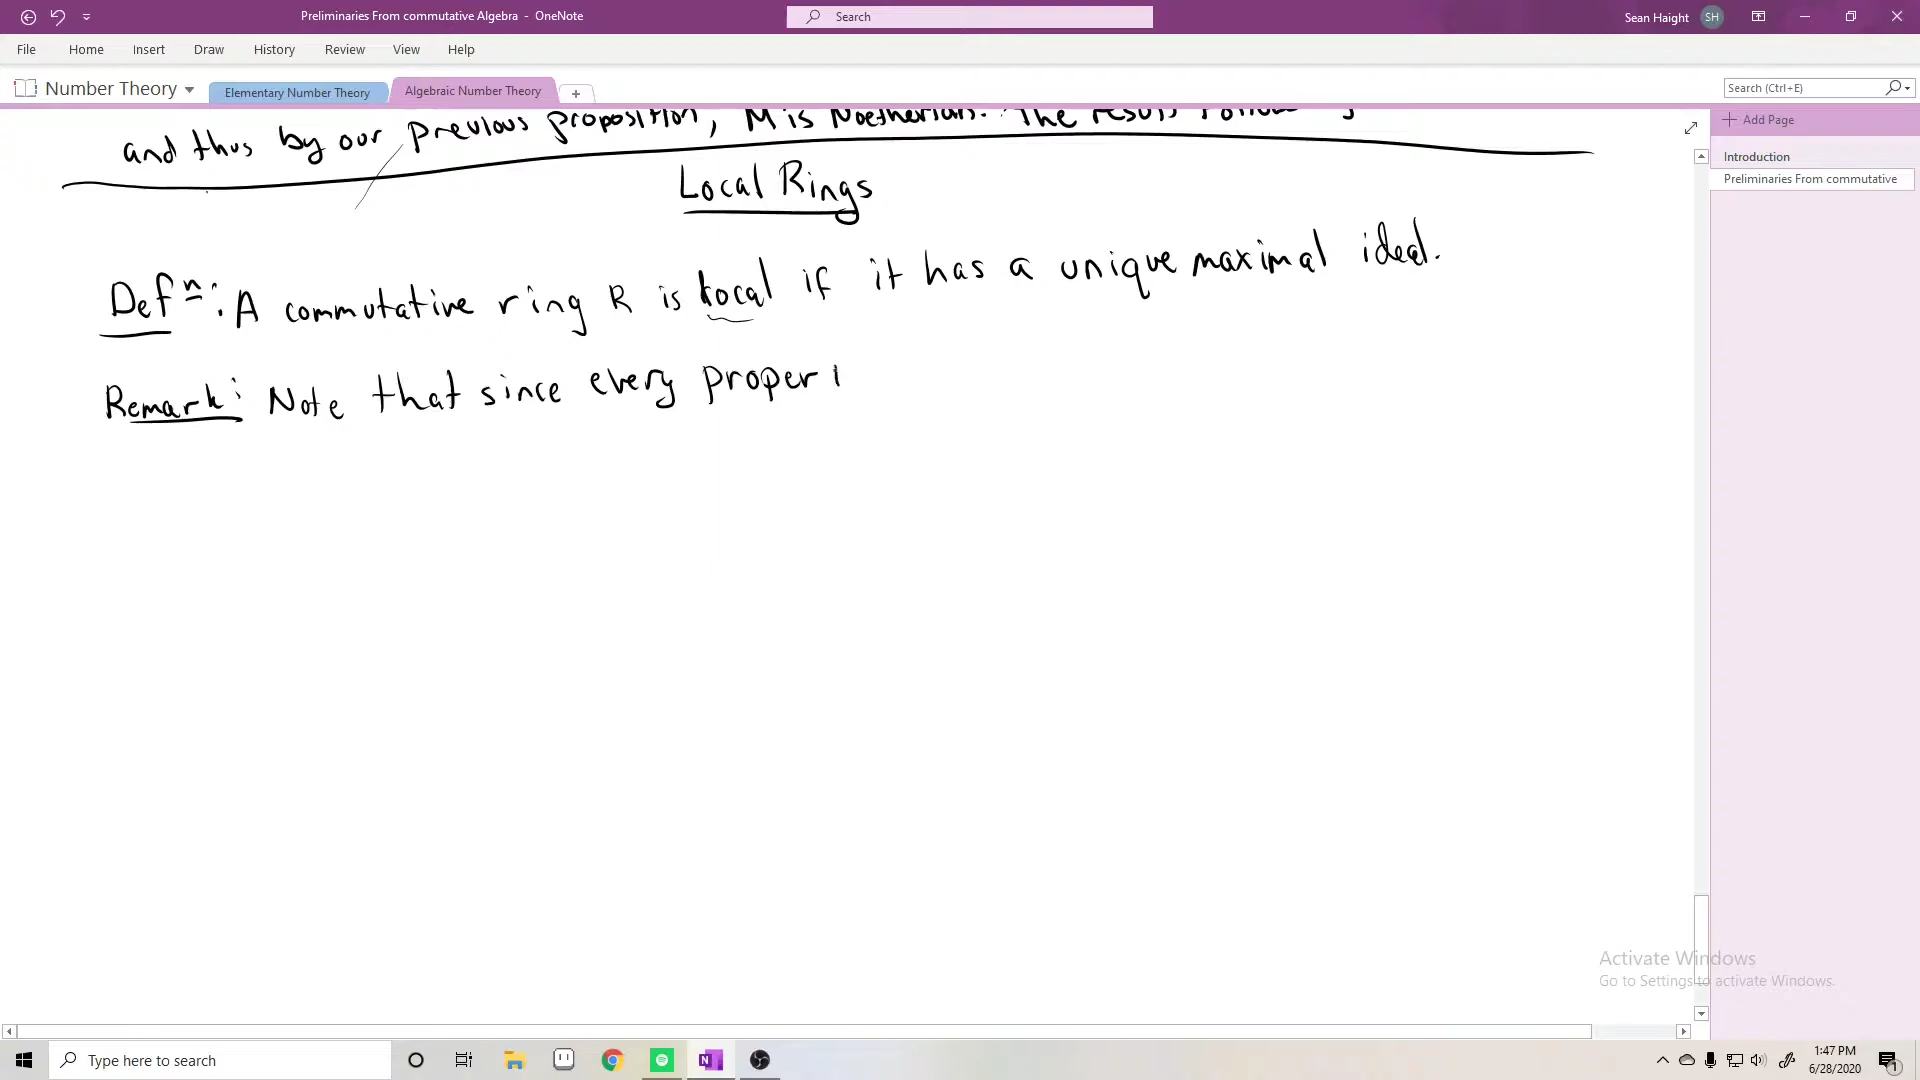 Preliminaries From commutative Algebra - OneNote
Search
Sean Haight
SH
File Home Insert Draw History Review View Help
Number Theory
Elementary Number Theory
Algebraic Number Theory
Search (Ctrl+E)
Add Page
Introduction
Preliminaries From commutative
and thus by our previous proposition, M is Noetherian. The result
Local Rings
Defn: A commutative ring R is local if it has a unique maximal ideal.
Remark: Note that since every proper i
Activate Windows
Go to Settings to activate Windows.
Type here to search
1:47 PM
6/28/2020
1